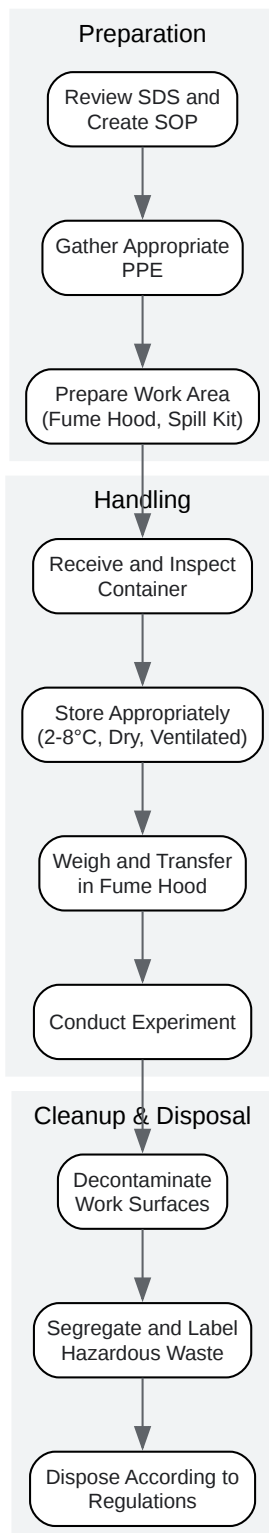 Preparation
Review SDS and
Create SOP
Gather Appropriate
PPE
Prepare Work Area
(Fume Hood, Spill Kit)
Handling
Receive and Inspect
Container
Store Appropriately
(2-8°C, Dry, Ventilated)
Weigh and Transfer
in Fume Hood
Conduct Experiment
Cleanup & Disposal
Decontaminate
Work Surfaces
Segregate and Label
Hazardous Waste
Dispose According to
Regulations